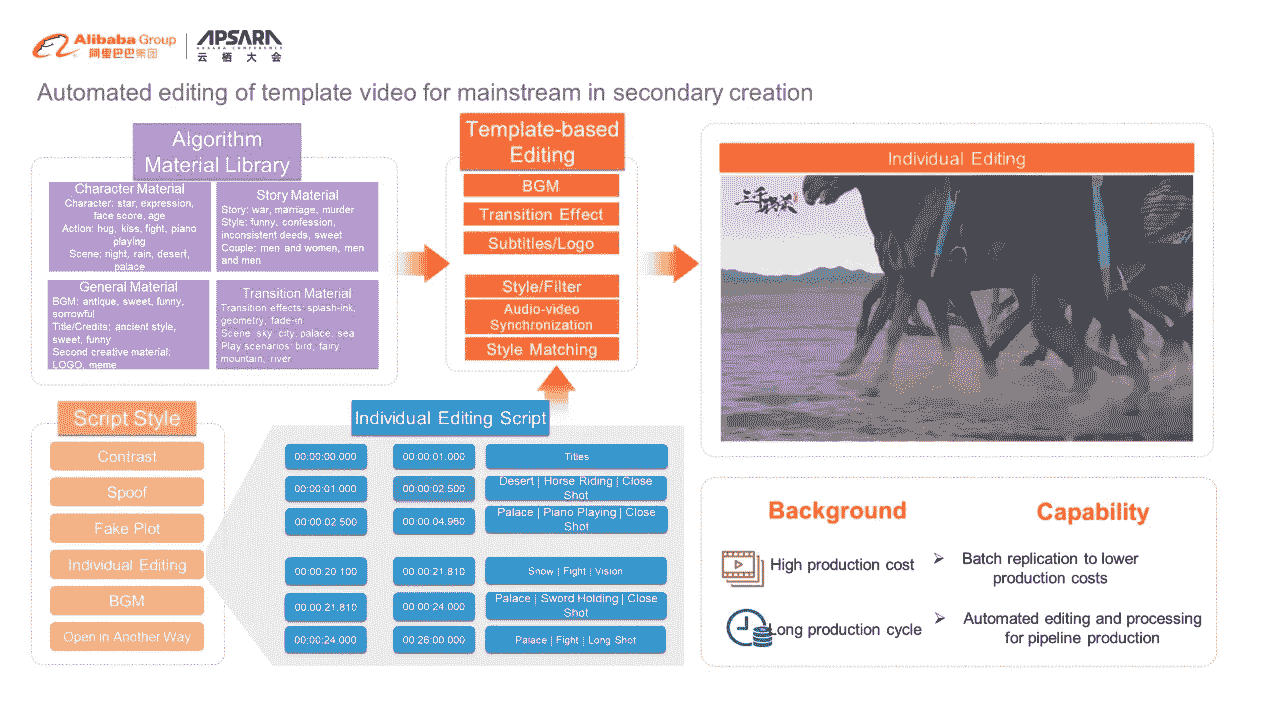 Alibaba Group
阿里巴巴集团
APSARA
APSARA CONFERENCE
云栖大会
Automated editing of template video for mainstream in secondary creation
Algorithm
Material Library
Character Material
Character: star, expression,
face score, age
Action: hug, kiss, fight, piano
playing
Scene: night, rain, desert,
palace
Story Material
Story: war, marriage, murder
Style: funny, confession,
inconsistent deeds, sweet
Couple: men and women, men
and men
General Material
BGM: antique, sweet, funny,
sorrowful
Title/Credits: ancient style,
sweet, funny
Second creative material:
LOGO, meme
Transition Material
Transition effects: splash-ink,
geometry, fade-in
Scene: sky, city, palace, sea
Play scenarios: bird, fairy
mountain, river
Template-based
Editing
BGM
Transition Effect
Subtitles/Logo
Style/Filter
Audio-video
Synchronization
Style Matching
Individual Editing
Script Style
Contrast
Spoof
Fake Plot
Individual Editing
BGM
Open in Another Way
Individual Editing Script
00:00:00.000 00:00:01.000 Titles
00:00:01.000 00:00:02.500 Desert | Horse Riding | Close
Shot
00:00:02.500 00:00:04.960 Palace | Piano Playing | Close
Shot
00:00:20.100 00:00:21.810 Snow | Fight | Vision
00:00:21.810 00:00:24.000 Palace | Sword Holding | Close
Shot
00:00:24.000 00:26:00.000 Palace | Fight | Long Shot
Background
High production cost
Long production cycle
Capability
Batch replication to lower
production costs
Automated editing and processing
for pipeline production